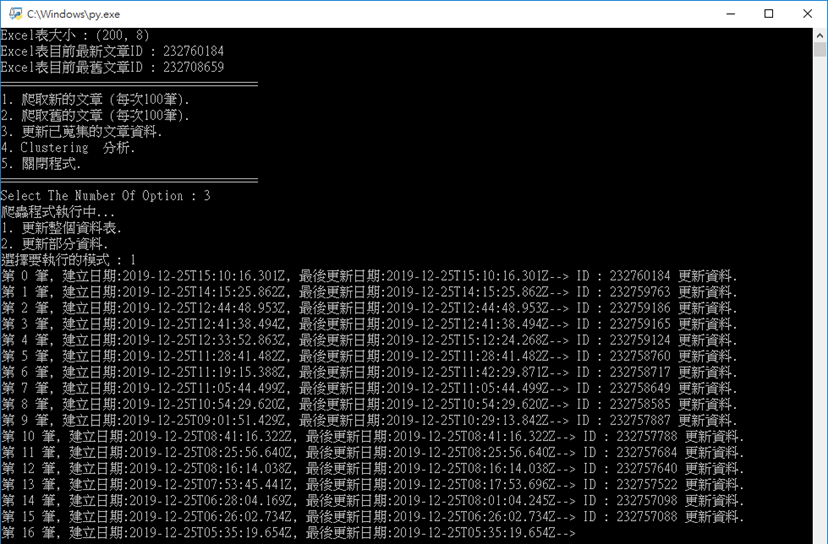 C:\Windows\py.exe
Excel表大小 : (200, 8)
Excel表目前最新文章ID : 232760184
Excel表目前最舊文章ID : 232708659
========================================
1. 爬取新的文章 (每次100筆).
2. 爬取舊的文章 (每次100筆).
3. 更新已蒐集的文章資料.
4. Clustering  分析.
5. 關閉程式.
========================================
Select The Number Of Option : 3
爬蟲程式執行中...
1. 更新整個資料表.
2. 更新部分資料.
選擇要執行的模式 : 1
第 0 筆, 建立日期:2019-12-25T15:10:16.301Z, 最後更新日期:2019-12-25T15:10:16.301Z--> ID : 232760184 更新資料.
第 1 筆, 建立日期:2019-12-25T14:15:25.862Z, 最後更新日期:2019-12-25T14:15:25.862Z--> ID : 232759763 更新資料.
第 2 筆, 建立日期:2019-12-25T12:44:48.953Z, 最後更新日期:2019-12-25T12:44:48.953Z--> ID : 232759186 更新資料.
第 3 筆, 建立日期:2019-12-25T12:41:38.494Z, 最後更新日期:2019-12-25T12:41:38.494Z--> ID : 232759165 更新資料.
第 4 筆, 建立日期:2019-12-25T12:33:52.863Z, 最後更新日期:2019-12-25T15:12:24.268Z--> ID : 232759124 更新資料.
第 5 筆, 建立日期:2019-12-25T11:28:41.482Z, 最後更新日期:2019-12-25T11:28:41.482Z--> ID : 232758760 更新資料.
第 6 筆, 建立日期:2019-12-25T11:19:15.388Z, 最後更新日期:2019-12-25T11:42:29.871Z--> ID : 232758717 更新資料.
第 7 筆, 建立日期:2019-12-25T11:05:44.499Z, 最後更新日期:2019-12-25T11:05:44.499Z--> ID : 232758649 更新資料.
第 8 筆, 建立日期:2019-12-25T10:54:29.620Z, 最後更新日期:2019-12-25T10:54:29.620Z--> ID : 232758585 更新資料.
第 9 筆, 建立日期:2019-12-25T09:01:51.429Z, 最後更新日期:2019-12-25T10:29:13.842Z--> ID : 232757887 更新資料.
第 10 筆, 建立日期:2019-12-25T08:41:16.322Z, 最後更新日期:2019-12-25T08:41:16.322Z--> ID : 232757788 更新資料.
第 11 筆, 建立日期:2019-12-25T08:25:56.640Z, 最後更新日期:2019-12-25T08:25:56.640Z--> ID : 232757684 更新資料.
第 12 筆, 建立日期:2019-12-25T08:16:14.038Z, 最後更新日期:2019-12-25T08:16:14.038Z--> ID : 232757640 更新資料.
第 13 筆, 建立日期:2019-12-25T07:53:45.441Z, 最後更新日期:2019-12-25T08:17:53.696Z--> ID : 232757522 更新資料.
第 14 筆, 建立日期:2019-12-25T06:28:04.169Z, 最後更新日期:2019-12-25T08:01:04.245Z--> ID : 232757098 更新資料.
第 15 筆, 建立日期:2019-12-25T06:26:02.734Z, 最後更新日期:2019-12-25T06:26:02.734Z--> ID : 232757088 更新資料.
第 16 筆, 建立日期:2019-12-25T05:35:19.654Z, 最後更新日期:2019-12-25T05:35:19.654Z-->